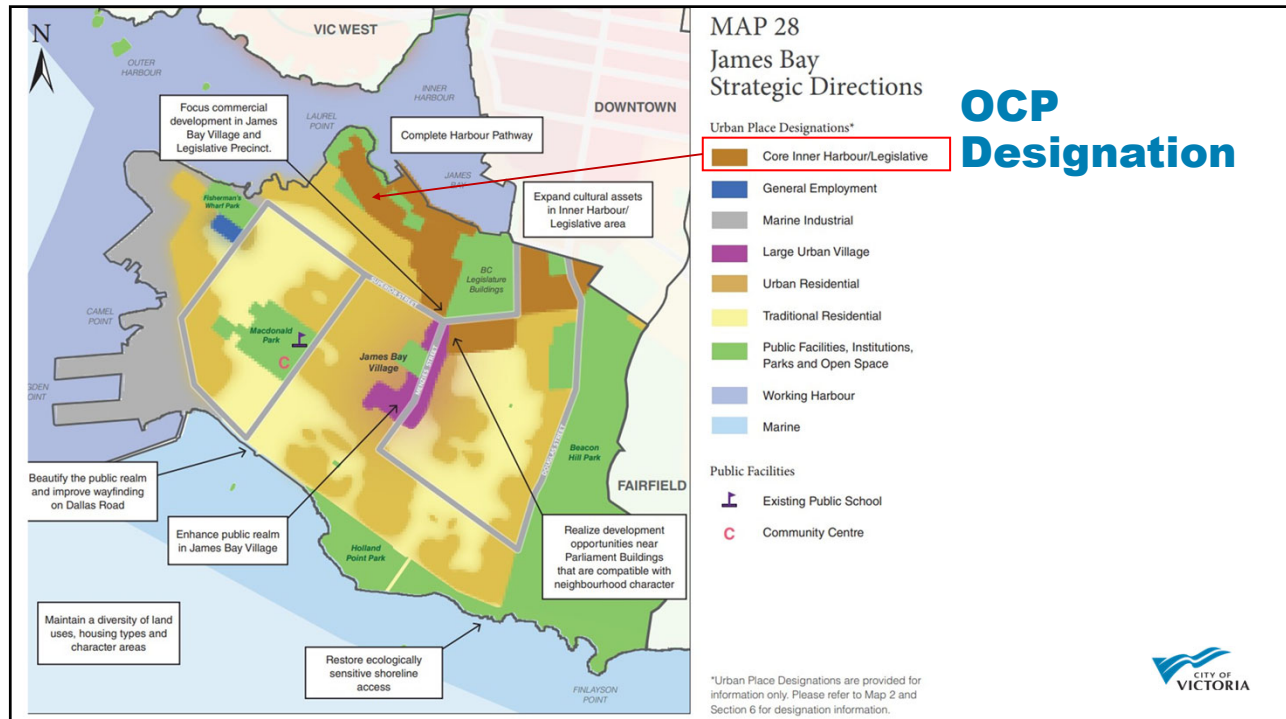 N
VIC WEST
OUTER
HARBOUR
INNER
HARBOUR
LAUREL
POINT
DOWNTOWN
Focus commercial
development in James
Bay Village and
Legislative Precinct.
Complete Harbour Pathway
JAMES
BAY
Expand cultural assets
in Inner Harbour/
Legislative area
Fisherman's
Wharf Park
BC
Legislature
Buildings
CAMEL
POINT
Macdonald
Park
C
James Bay
Village
GDEN
OINT
Beacon
Hill Park
FAIRFIELD
Beautify the public realm
and improve wayfinding
on Dallas Road
Enhance public realm
in James Bay Village
Holland
Point Park
Realize development
opportunities near
Parliament Buildings
that are compatible with
neighbourhood character
Maintain a diversity of land
uses, housing types and
character areas
Restore ecologically
sensitive shoreline
access
FINLAYSON
POINT
MAP 28
James Bay
Strategic Directions
OCP
Designation
Urban Place Designations*
Core Inner Harbour/Legislative
General Employment
Marine Industrial
Large Urban Village
Urban Residential
Traditional Residential
Public Facilities, Institutions,
Parks and Open Space
Working Harbour
Marine
Public Facilities
Existing Public School
C Community Centre
*Urban Place Designations are provided for
information only. Please refer to Map 2 and
Section 6 for designation information.
CITY OF
VICTORIA